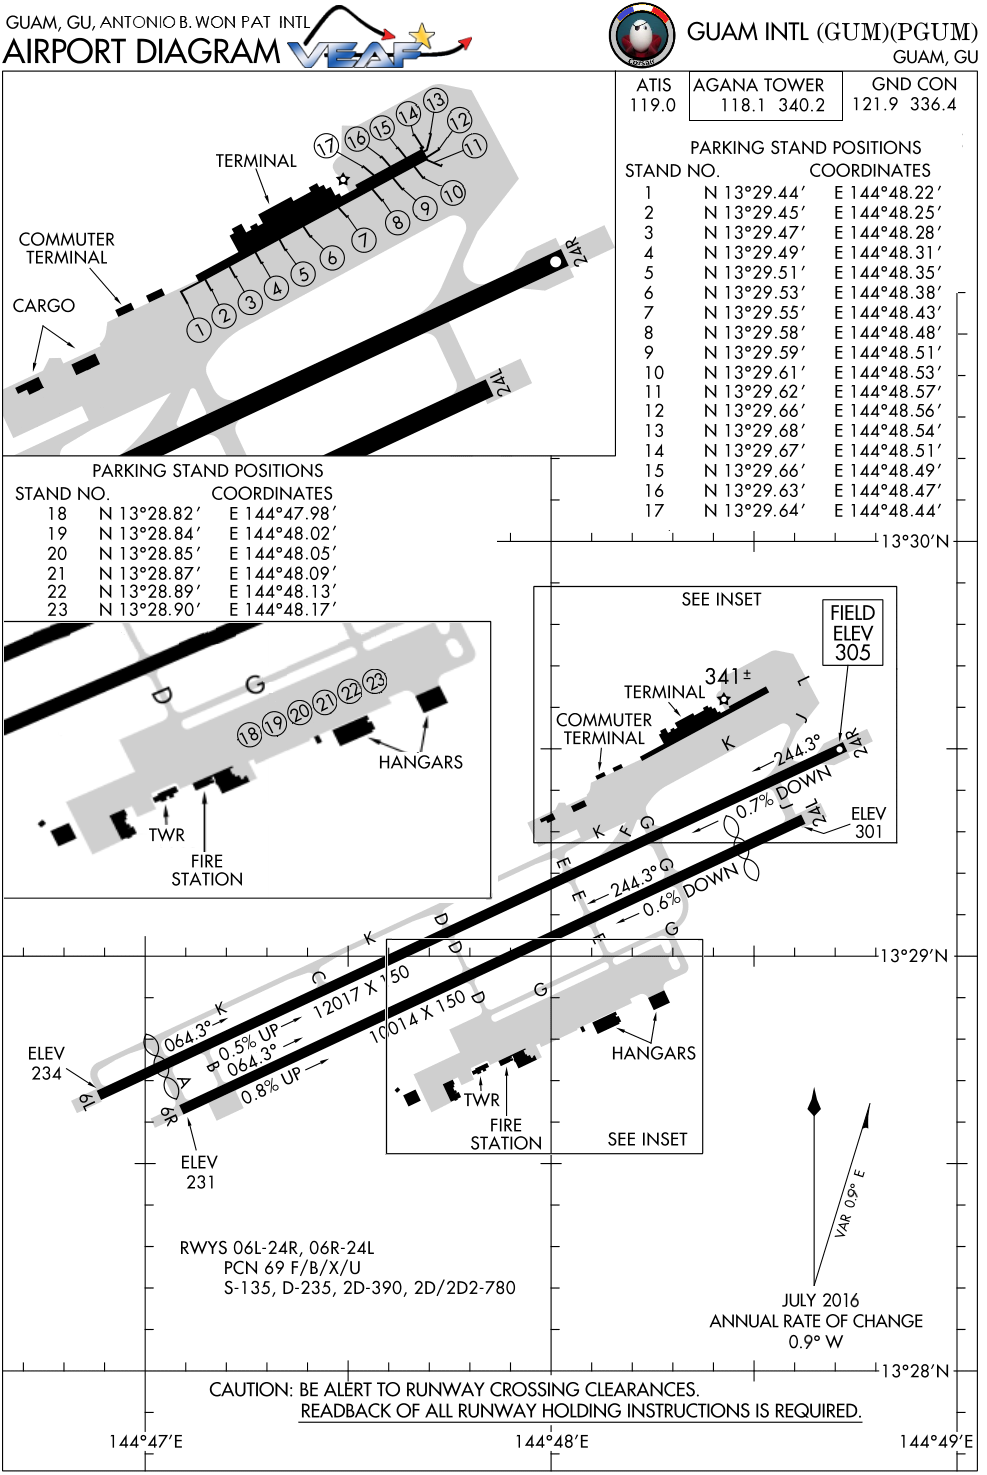 GUAM, GU, ANTONIO B. WON PAT INTL
AIRPORT DIAGRAM
VEAF
Corsair
GUAM INTL (GUM)(PGUM)
GUAM, GU
ATIS
119.0
AGANA TOWER
118.1 340.2
GND CON
121.9 336.4
PARKING STAND POSITIONS
STAND NO. COORDINATES
1 N 13°29.44′ E 144°48.22′
2 N 13°29.45′ E 144°48.25′
3 N 13°29.47′ E 144°48.28′
4 N 13°29.49′ E 144°48.31′
5 N 13°29.51′ E 144°48.35′
6 N 13°29.53′ E 144°48.38′
7 N 13°29.55′ E 144°48.43′
8 N 13°29.58′ E 144°48.48′
9 N 13°29.59′ E 144°48.51′
10 N 13°29.61′ E 144°48.53′
11 N 13°29.62′ E 144°48.57′
12 N 13°29.66′ E 144°48.56′
13 N 13°29.68′ E 144°48.54′
14 N 13°29.67′ E 144°48.51′
15 N 13°29.66′ E 144°48.49′
16 N 13°29.63′ E 144°48.47′
17 N 13°29.64′ E 144°48.44′
TERMINAL
COMMUTER
TERMINAL
CARGO
17 16 15 14 13
12
11
10
9
8
7
6
5
4
3
2
1
24R
24L
PARKING STAND POSITIONS
STAND NO. COORDINATES
18 N 13°28.82′ E 144°47.98′
19 N 13°28.84′ E 144°48.02′
20 N 13°28.85′ E 144°48.05′
21 N 13°28.87′ E 144°48.09′
22 N 13°28.89′ E 144°48.13′
23 N 13°28.90′ E 144°48.17′
D
G
18 19 20 21 22 23
HANGARS
TWR
FIRE
STATION
13°30′N
SEE INSET
FIELD
ELEV
305
341±
TERMINAL
COMMUTER
TERMINAL
L
J
K
24R
244.3°
0.7% DOWN
J
24L
ELEV
301
K
F
G
E
G
E
244.3°
0.6% DOWN
E
G
13°29′N
D
D
K
C
K
12017 X 150
10014 X 150
D
G
064.3°
0.5% UP
064.3°
0.8% UP
B
A
ELEV
234
6L
6R
ELEV
231
HANGARS
TWR
FIRE
STATION
SEE INSET
VAR 0.9° E
JULY 2016
ANNUAL RATE OF CHANGE
0.9° W
RWYS 06L-24R, 06R-24L
PCN 69 F/B/X/U
S-135, D-235, 2D-390, 2D/2D2-780
13°28′N
CAUTION: BE ALERT TO RUNWAY CROSSING CLEARANCES.
READBACK OF ALL RUNWAY HOLDING INSTRUCTIONS IS REQUIRED.
144°47′E
144°48′E
144°49′E